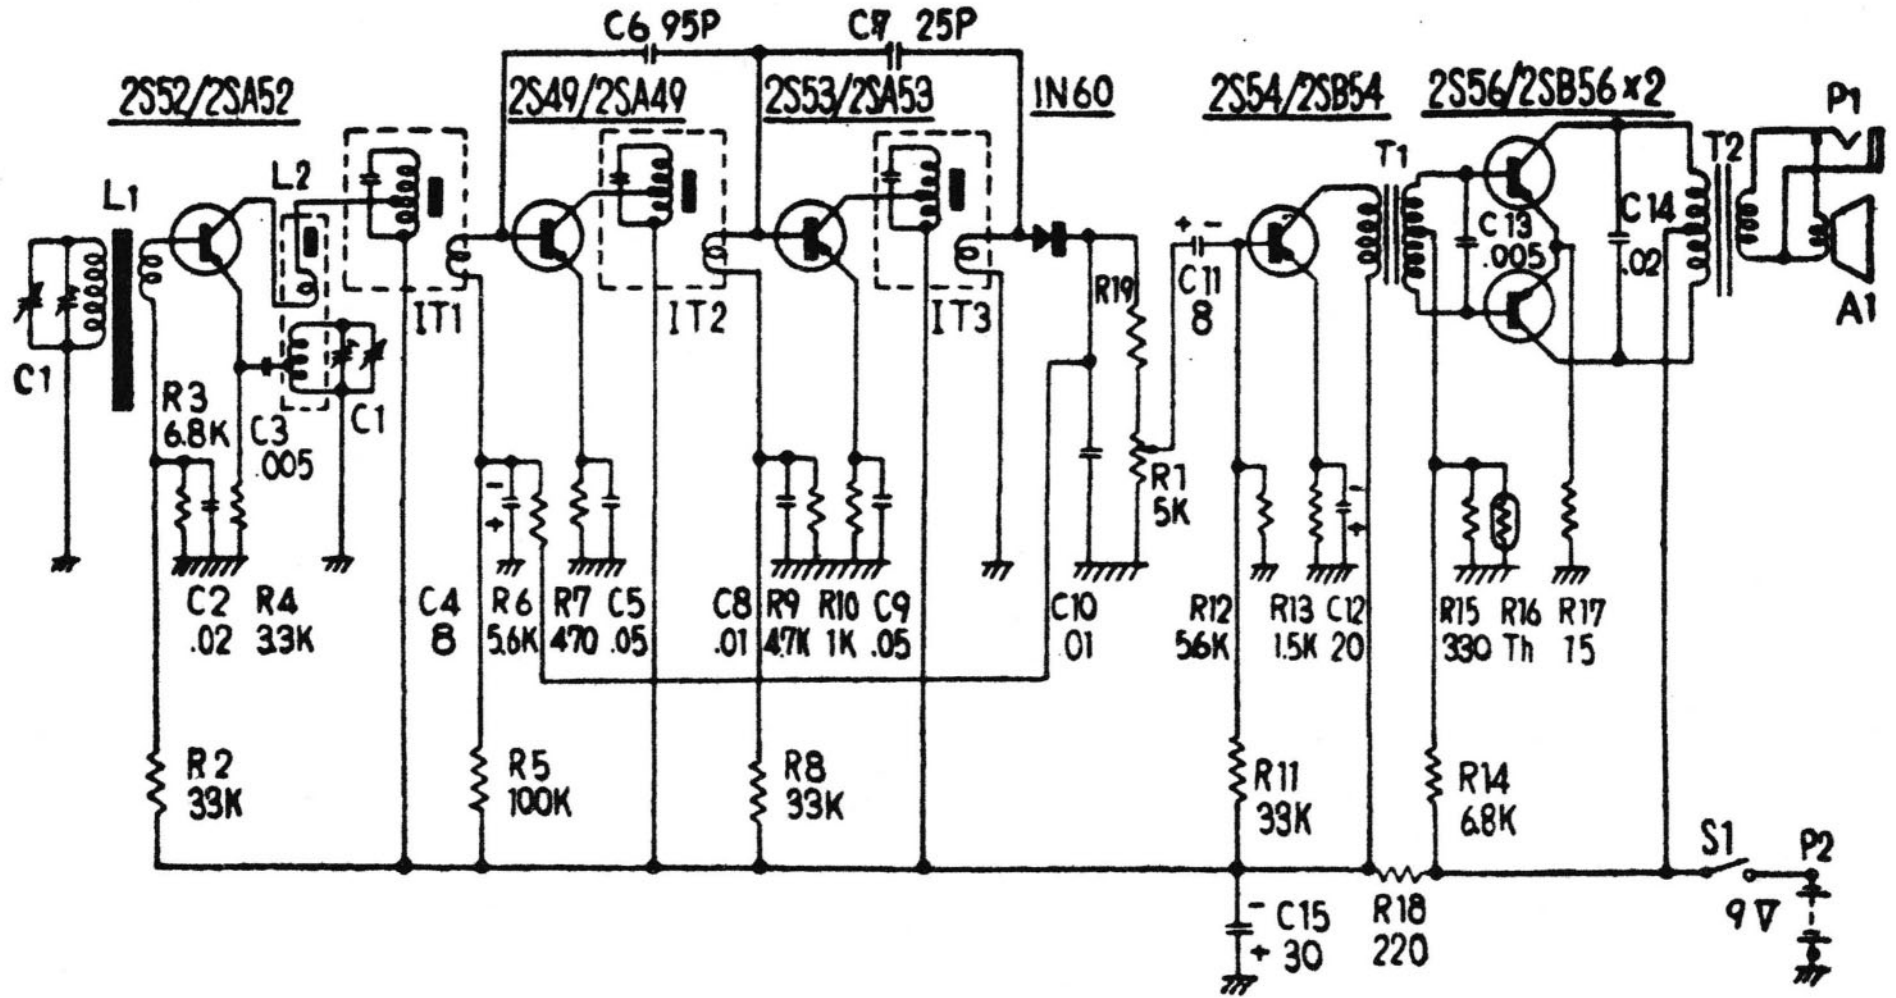 C6 95P
C7 25P
2S52/2SA52
2S49/2SA49
2S53/2SA53
1N60
2S54/2SB54
2S56/2SB56×2
P1
L1
L2
T1
T2
C13
.005
C14
.02
IT1
IT2
IT3
R19
C11
8
A1
C1
R3
6.8K
C3
.005
C1
R1
5K
C2
.02
R4
3.3K
C4
8
R6
5.6K
R7
470
C5
.05
C8
.01
R9
4.7K
R10
1K
C9
.05
C10
.01
R12
5.6K
R13
1.5K
C12
20
R15
330
R16
Th
R17
15
R2
33K
R5
100K
R8
33K
R11
33K
R14
6.8K
S1
P2
9V
C15
30
R18
220